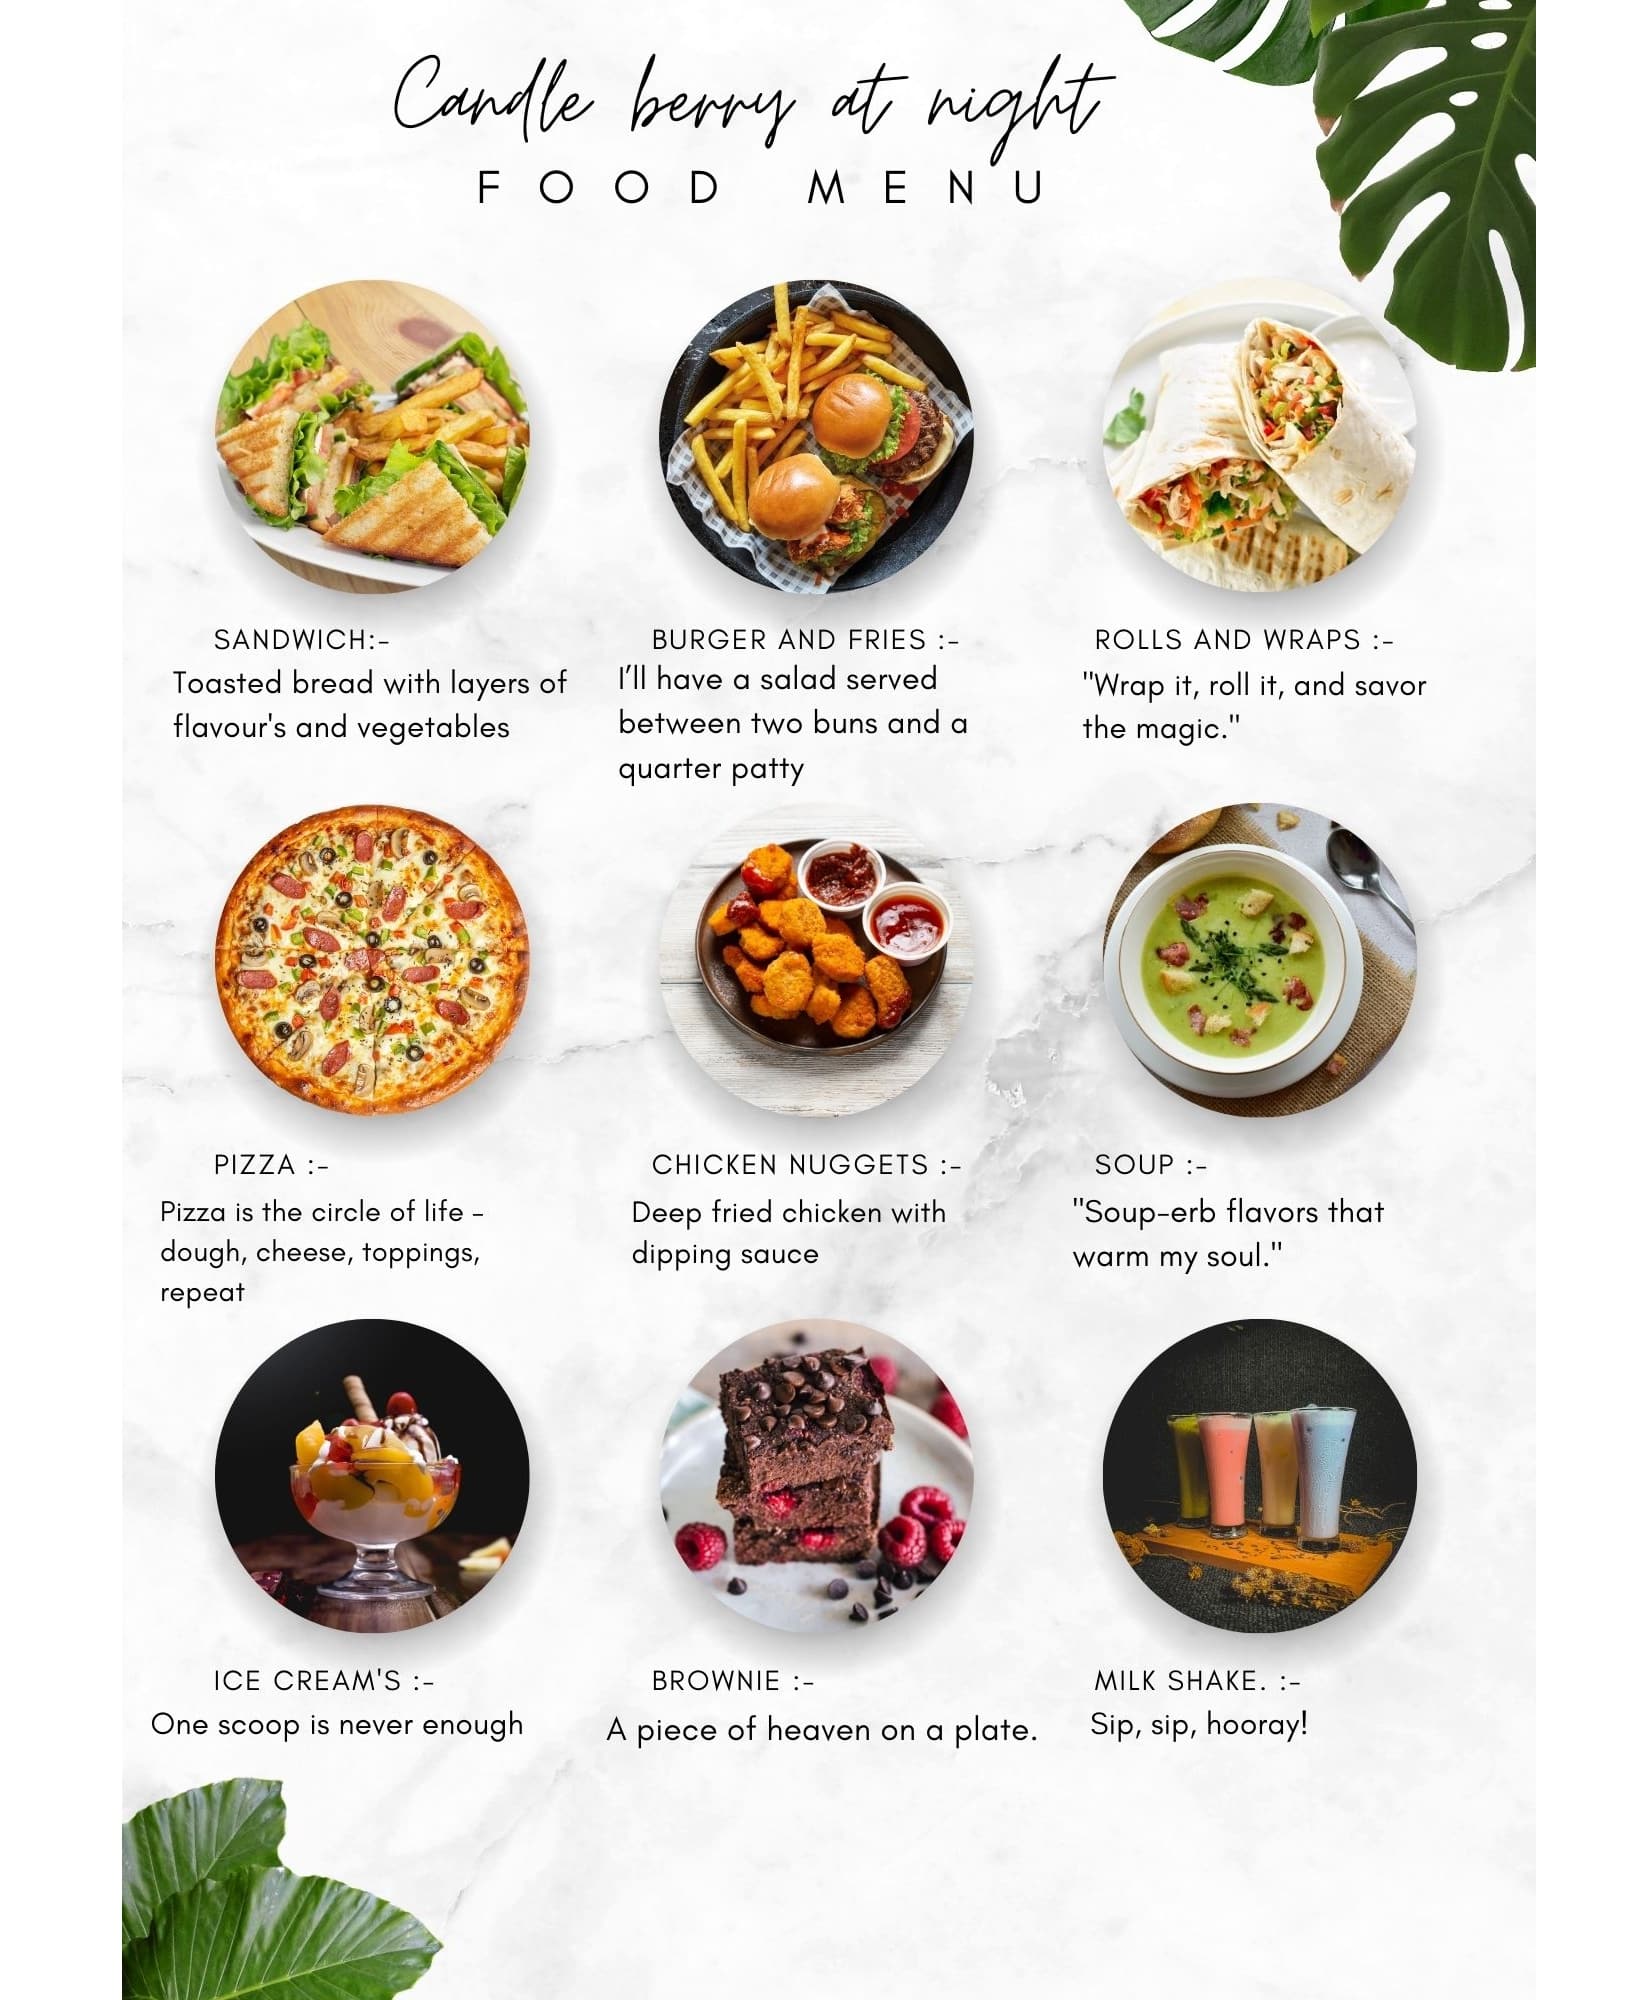 Candle berry at night
FOOD MENU
SANDWICH:-
Toasted bread with layers of
flavour's and vegetables
BURGER AND FRIES :-
I'll have a salad served
between two buns and a
quarter patty
ROLLS AND WRAPS :-
"Wrap it, roll it, and savor
the magic."
PIZZA :-
Pizza is the circle of life -
dough, cheese, toppings,
repeat
CHICKEN NUGGETS :-
Deep fried chicken with
dipping sauce
SOUP :-
"Soup-erb flavors that
warm my soul."
ICE CREAM'S :-
One scoop is never enough
BROWNIE :-
A piece of heaven on a plate.
MILK SHAKE. :-
Sip, sip, hooray!